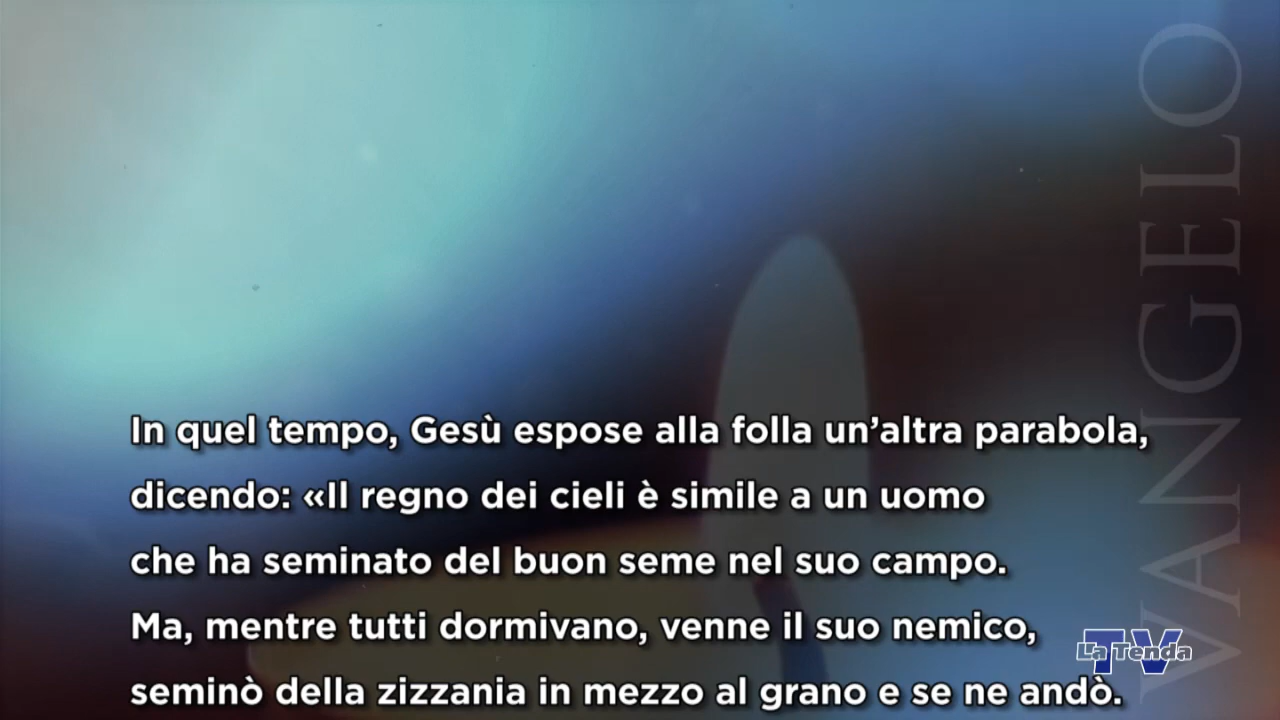 In quel tempo, Gesù espose alla folla un’altra parabola,
dicendo: «Il regno dei cieli è simile a un uomo
che ha seminato del buon seme nel suo campo.
Ma, mentre tutti dormivano, venne il suo nemico,
seminò della zizzania in mezzo al grano e se ne andò.
VANGELO
TV
La Tenda